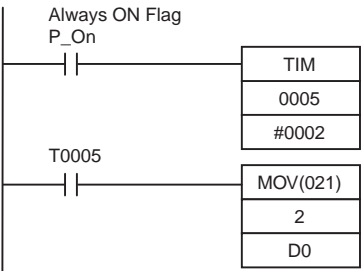 Always ON Flag
P_On
TIM
0005
#0002
T0005
MOV(021)
2
D0